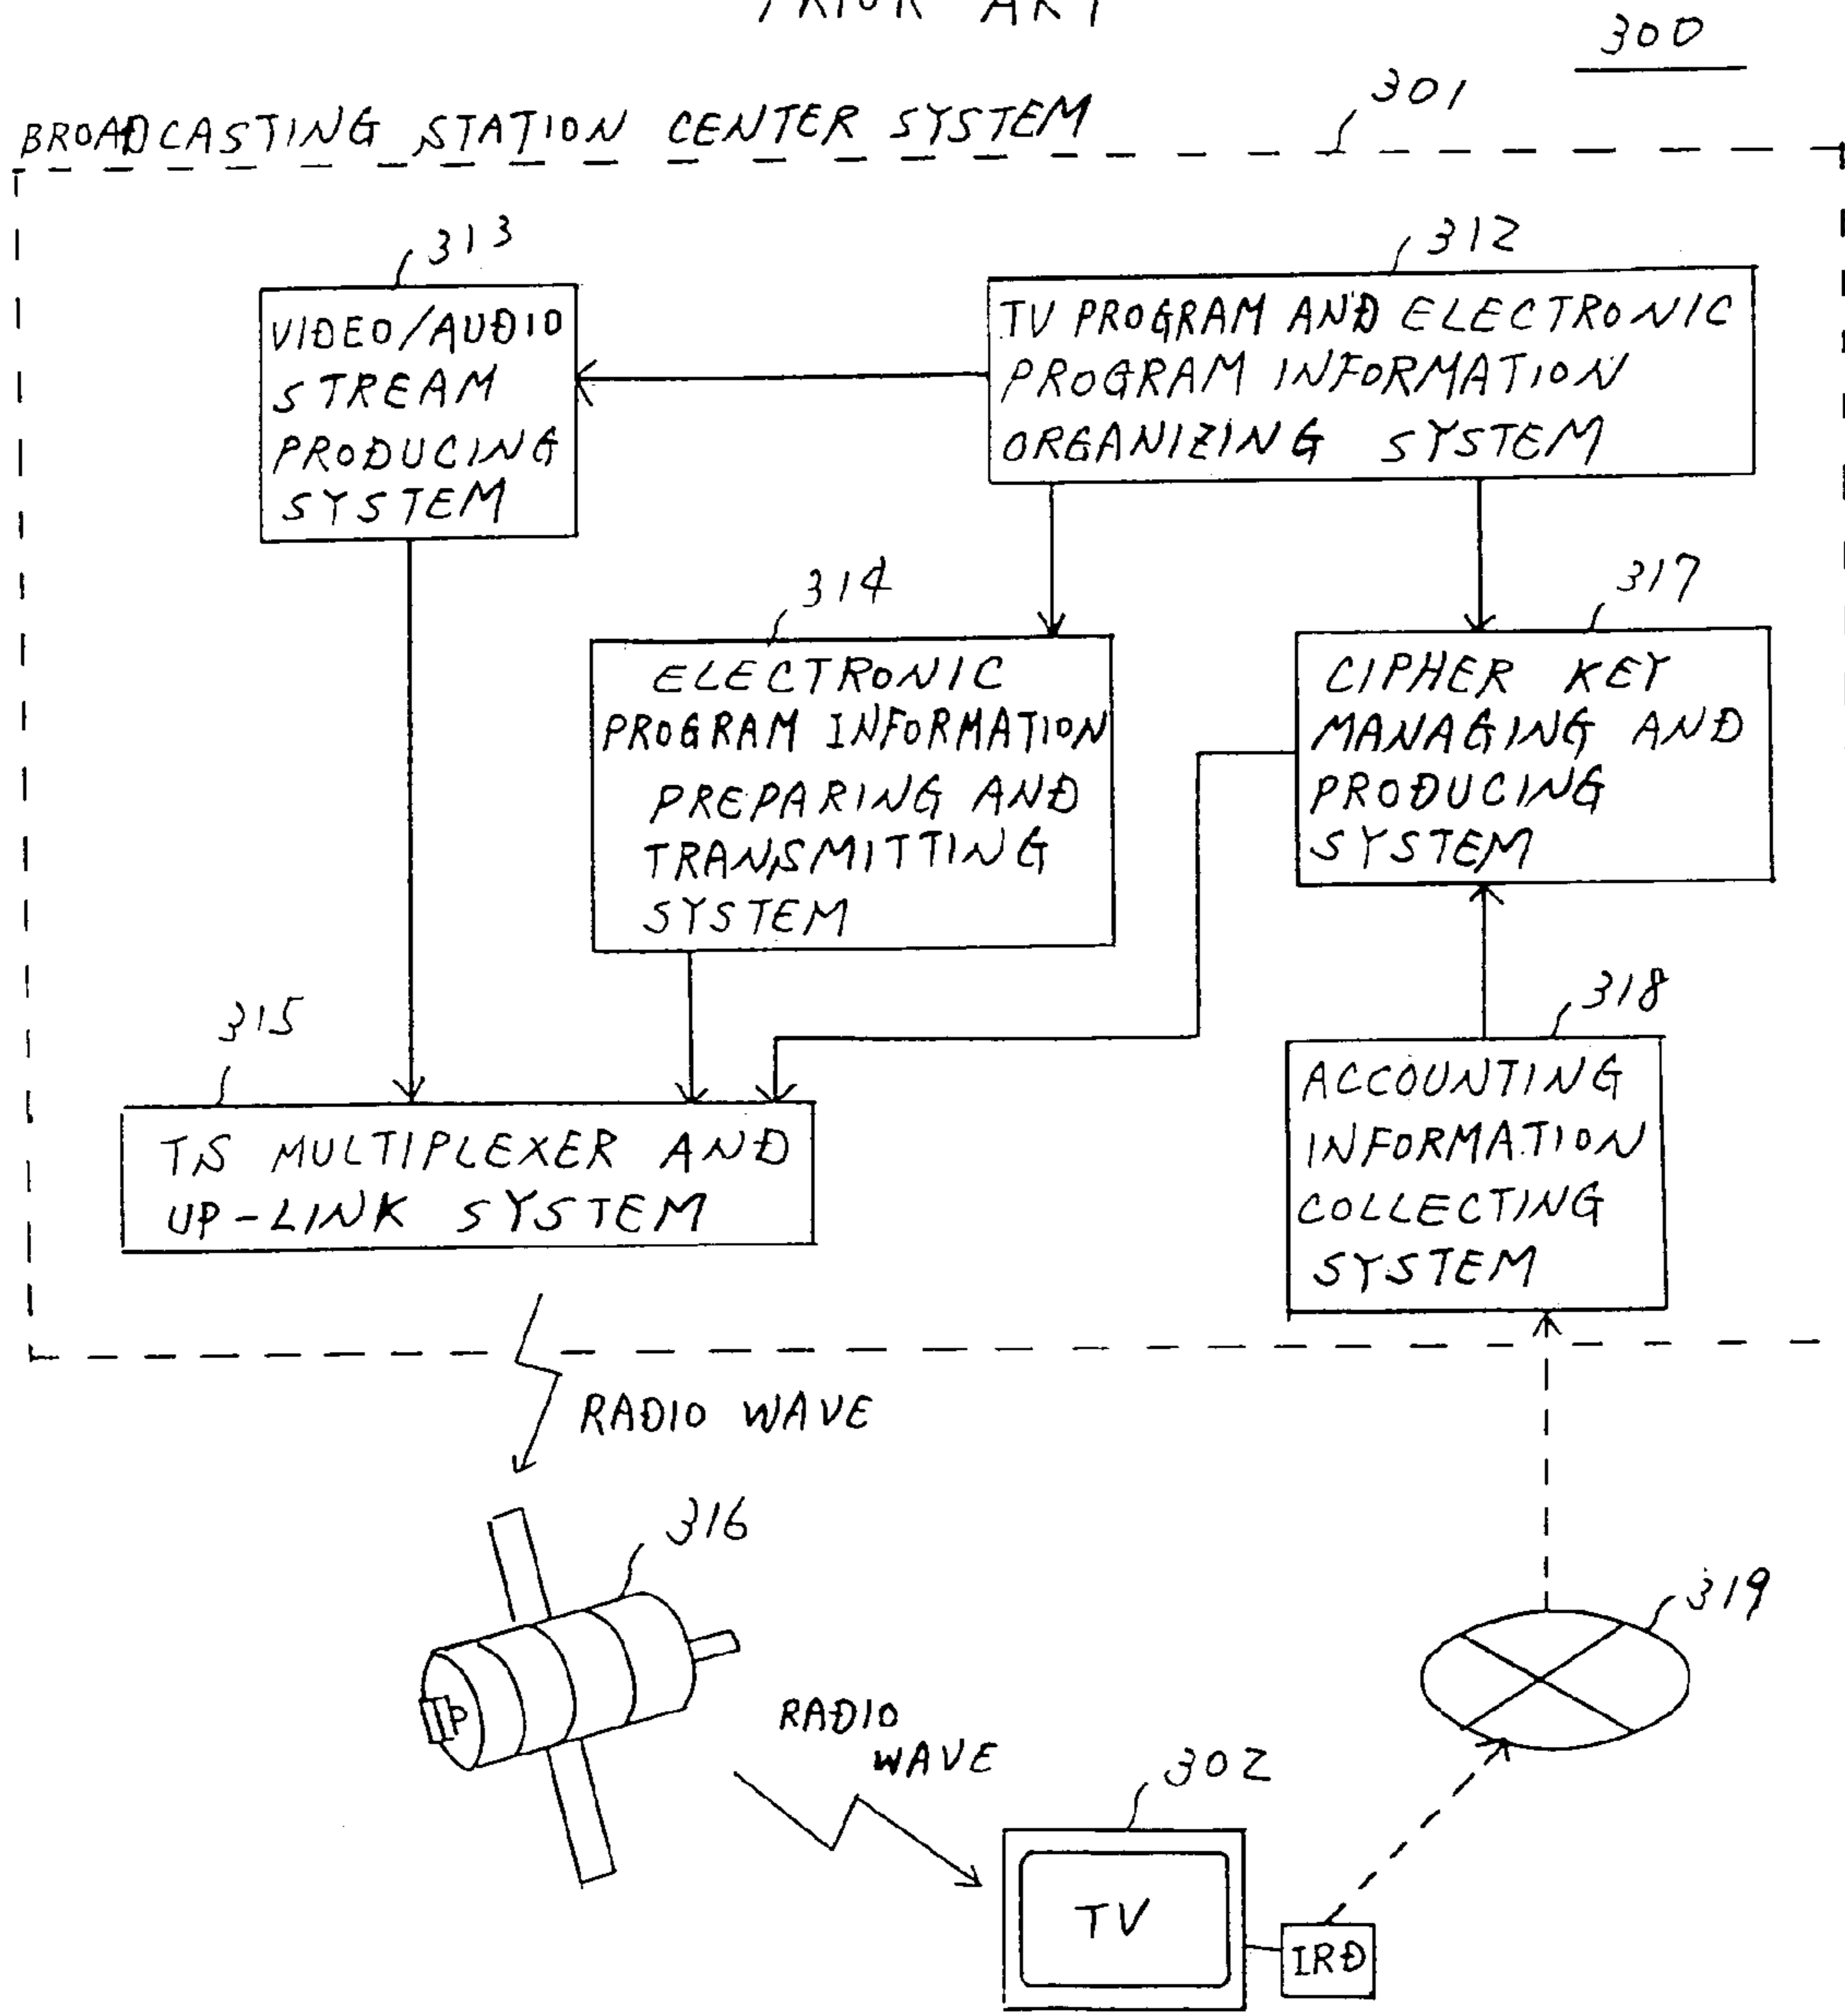 PRIOR ART
300
301
BROADCASTING STATION CENTER SYSTEM
313
312
VIDEO/AUDIO
STREAM
PRODUCING
SYSTEM
TV PROGRAM AND ELECTRONIC
PROGRAM INFORMATION
ORGANIZING SYSTEM
314
317
ELECTRONIC
PROGRAM INFORMATION
PREPARING AND
TRANSMITTING
SYSTEM
CIPHER KEY
MANAGING AND
PRODUCING
SYSTEM
315
318
TS MULTIPLEXER AND
UP-LINK SYSTEM
ACCOUNTING
INFORMATION
COLLECTING
SYSTEM
RADIO WAVE
316
319
RADIO
WAVE
302
TV
IRD